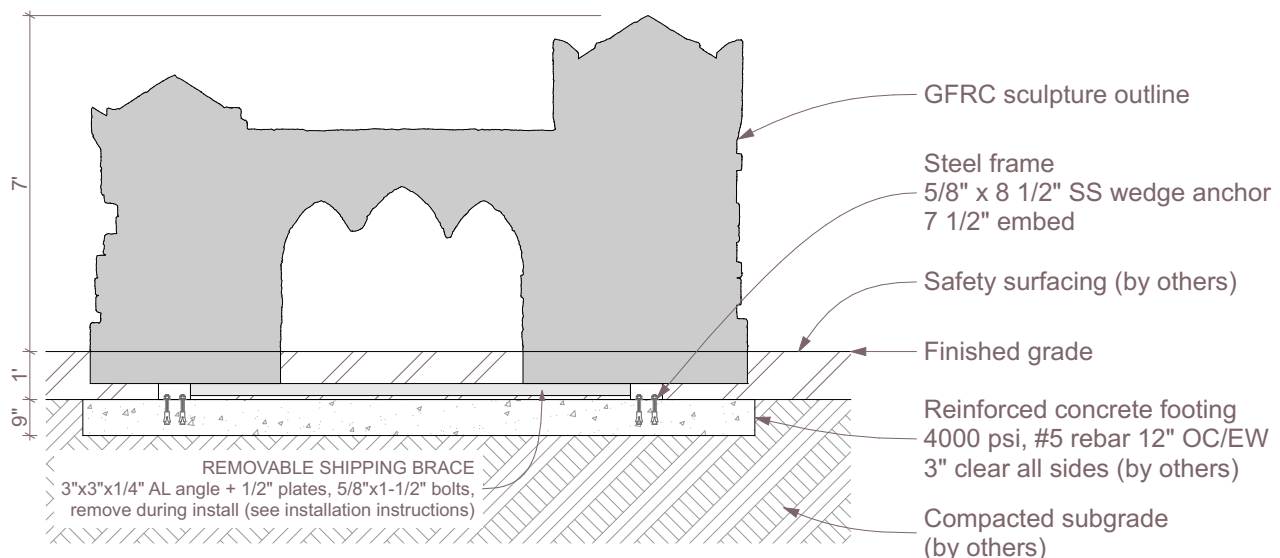 7'
1'
9"
GFRC sculpture outline
Steel frame
5/8" x 8 1/2" SS wedge anchor
7 1/2" embed
Safety surfacing (by others)
Finished grade
Reinforced concrete footing
4000 psi, #5 rebar 12" OC/EW
3" clear all sides (by others)
REMOVABLE SHIPPING BRACE
3"x3"x1/4" AL angle + 1/2" plates, 5/8"x1-1/2" bolts,
remove during install (see installation instructions)
Compacted subgrade
(by others)